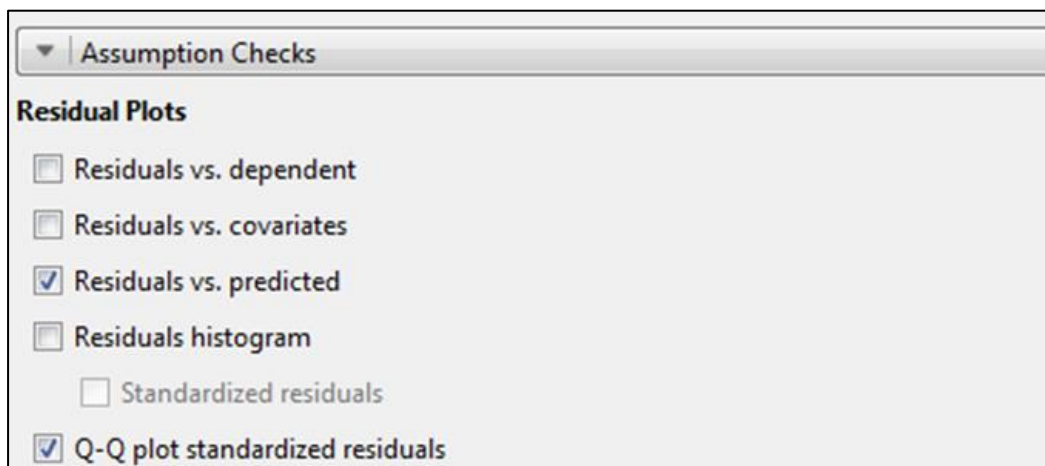 Assumption Checks
Residual Plots
Residuals vs. dependent
Residuals vs. covariates
Residuals vs. predicted
Residuals histogram
Standardized residuals
Q-Q plot standardized residuals